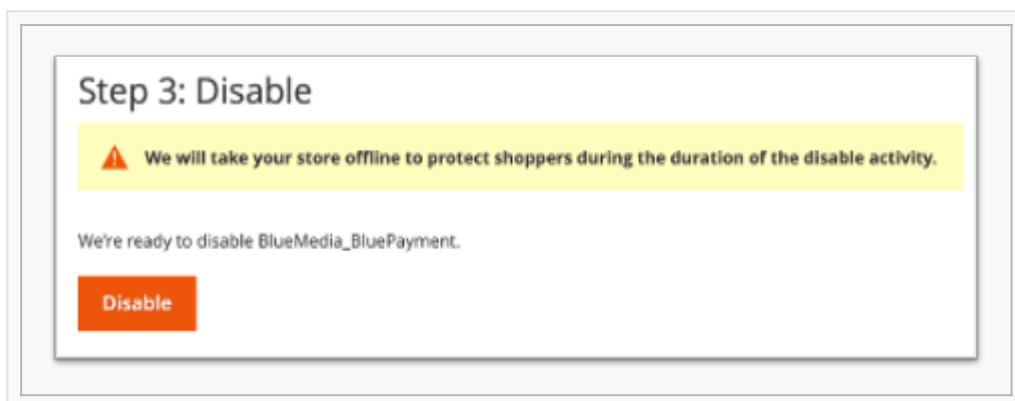 Step 3: Disable
We will take your store offline to protect shoppers during the duration of the disable activity.
We're ready to disable BlueMedia_BluePayment.
Disable